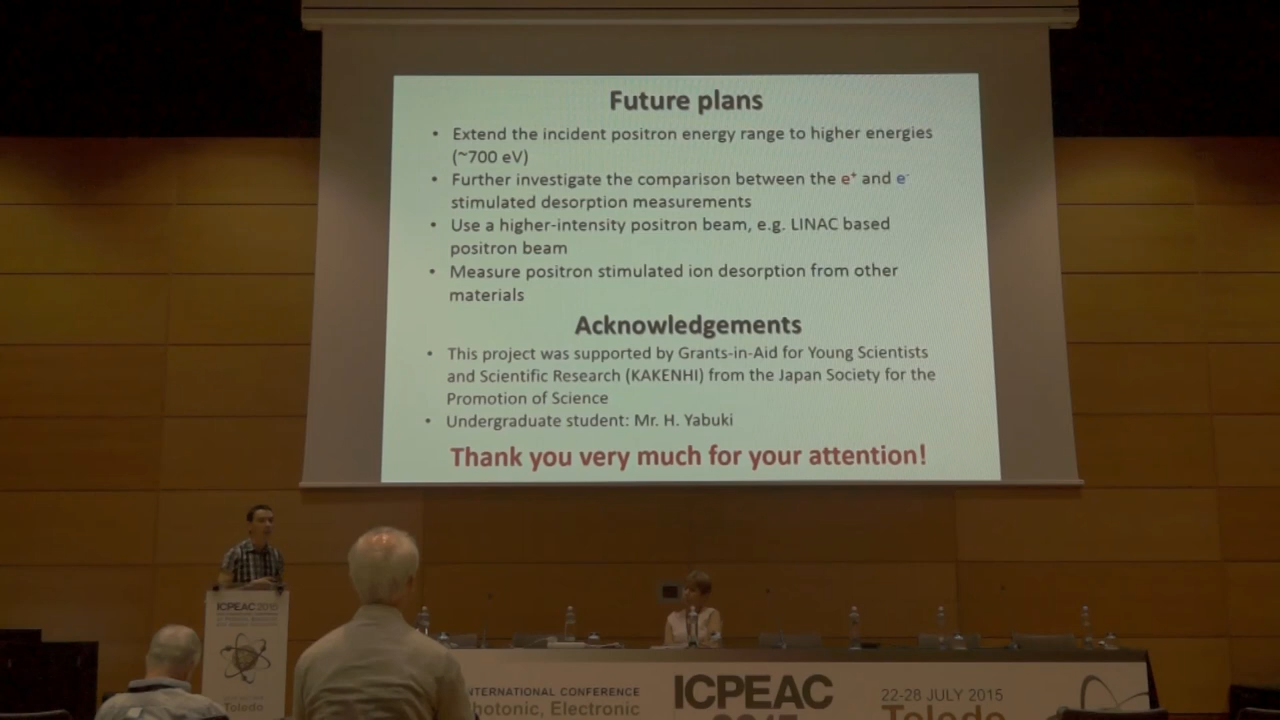 Future plans
• Extend the incident positron energy range to higher energies
(~700 eV)
• Further investigate the comparison between the e⁺ and e⁻
stimulated desorption measurements
• Use a higher-intensity positron beam, e.g. LINAC based
positron beam
• Measure positron stimulated ion desorption from other
materials
Acknowledgements
• This project was supported by Grants-in-Aid for Young Scientists
and Scientific Research (KAKENHI) from the Japan Society for the
Promotion of Science
• Undergraduate student: Mr. H. Yabuki
Thank you very much for your attention!
ICPEAC 2015
Toledo
INTERNATIONAL CONFERENCE
Photonic, Electronic
ICPEAC
2015
22-28 JULY 2015
Toledo